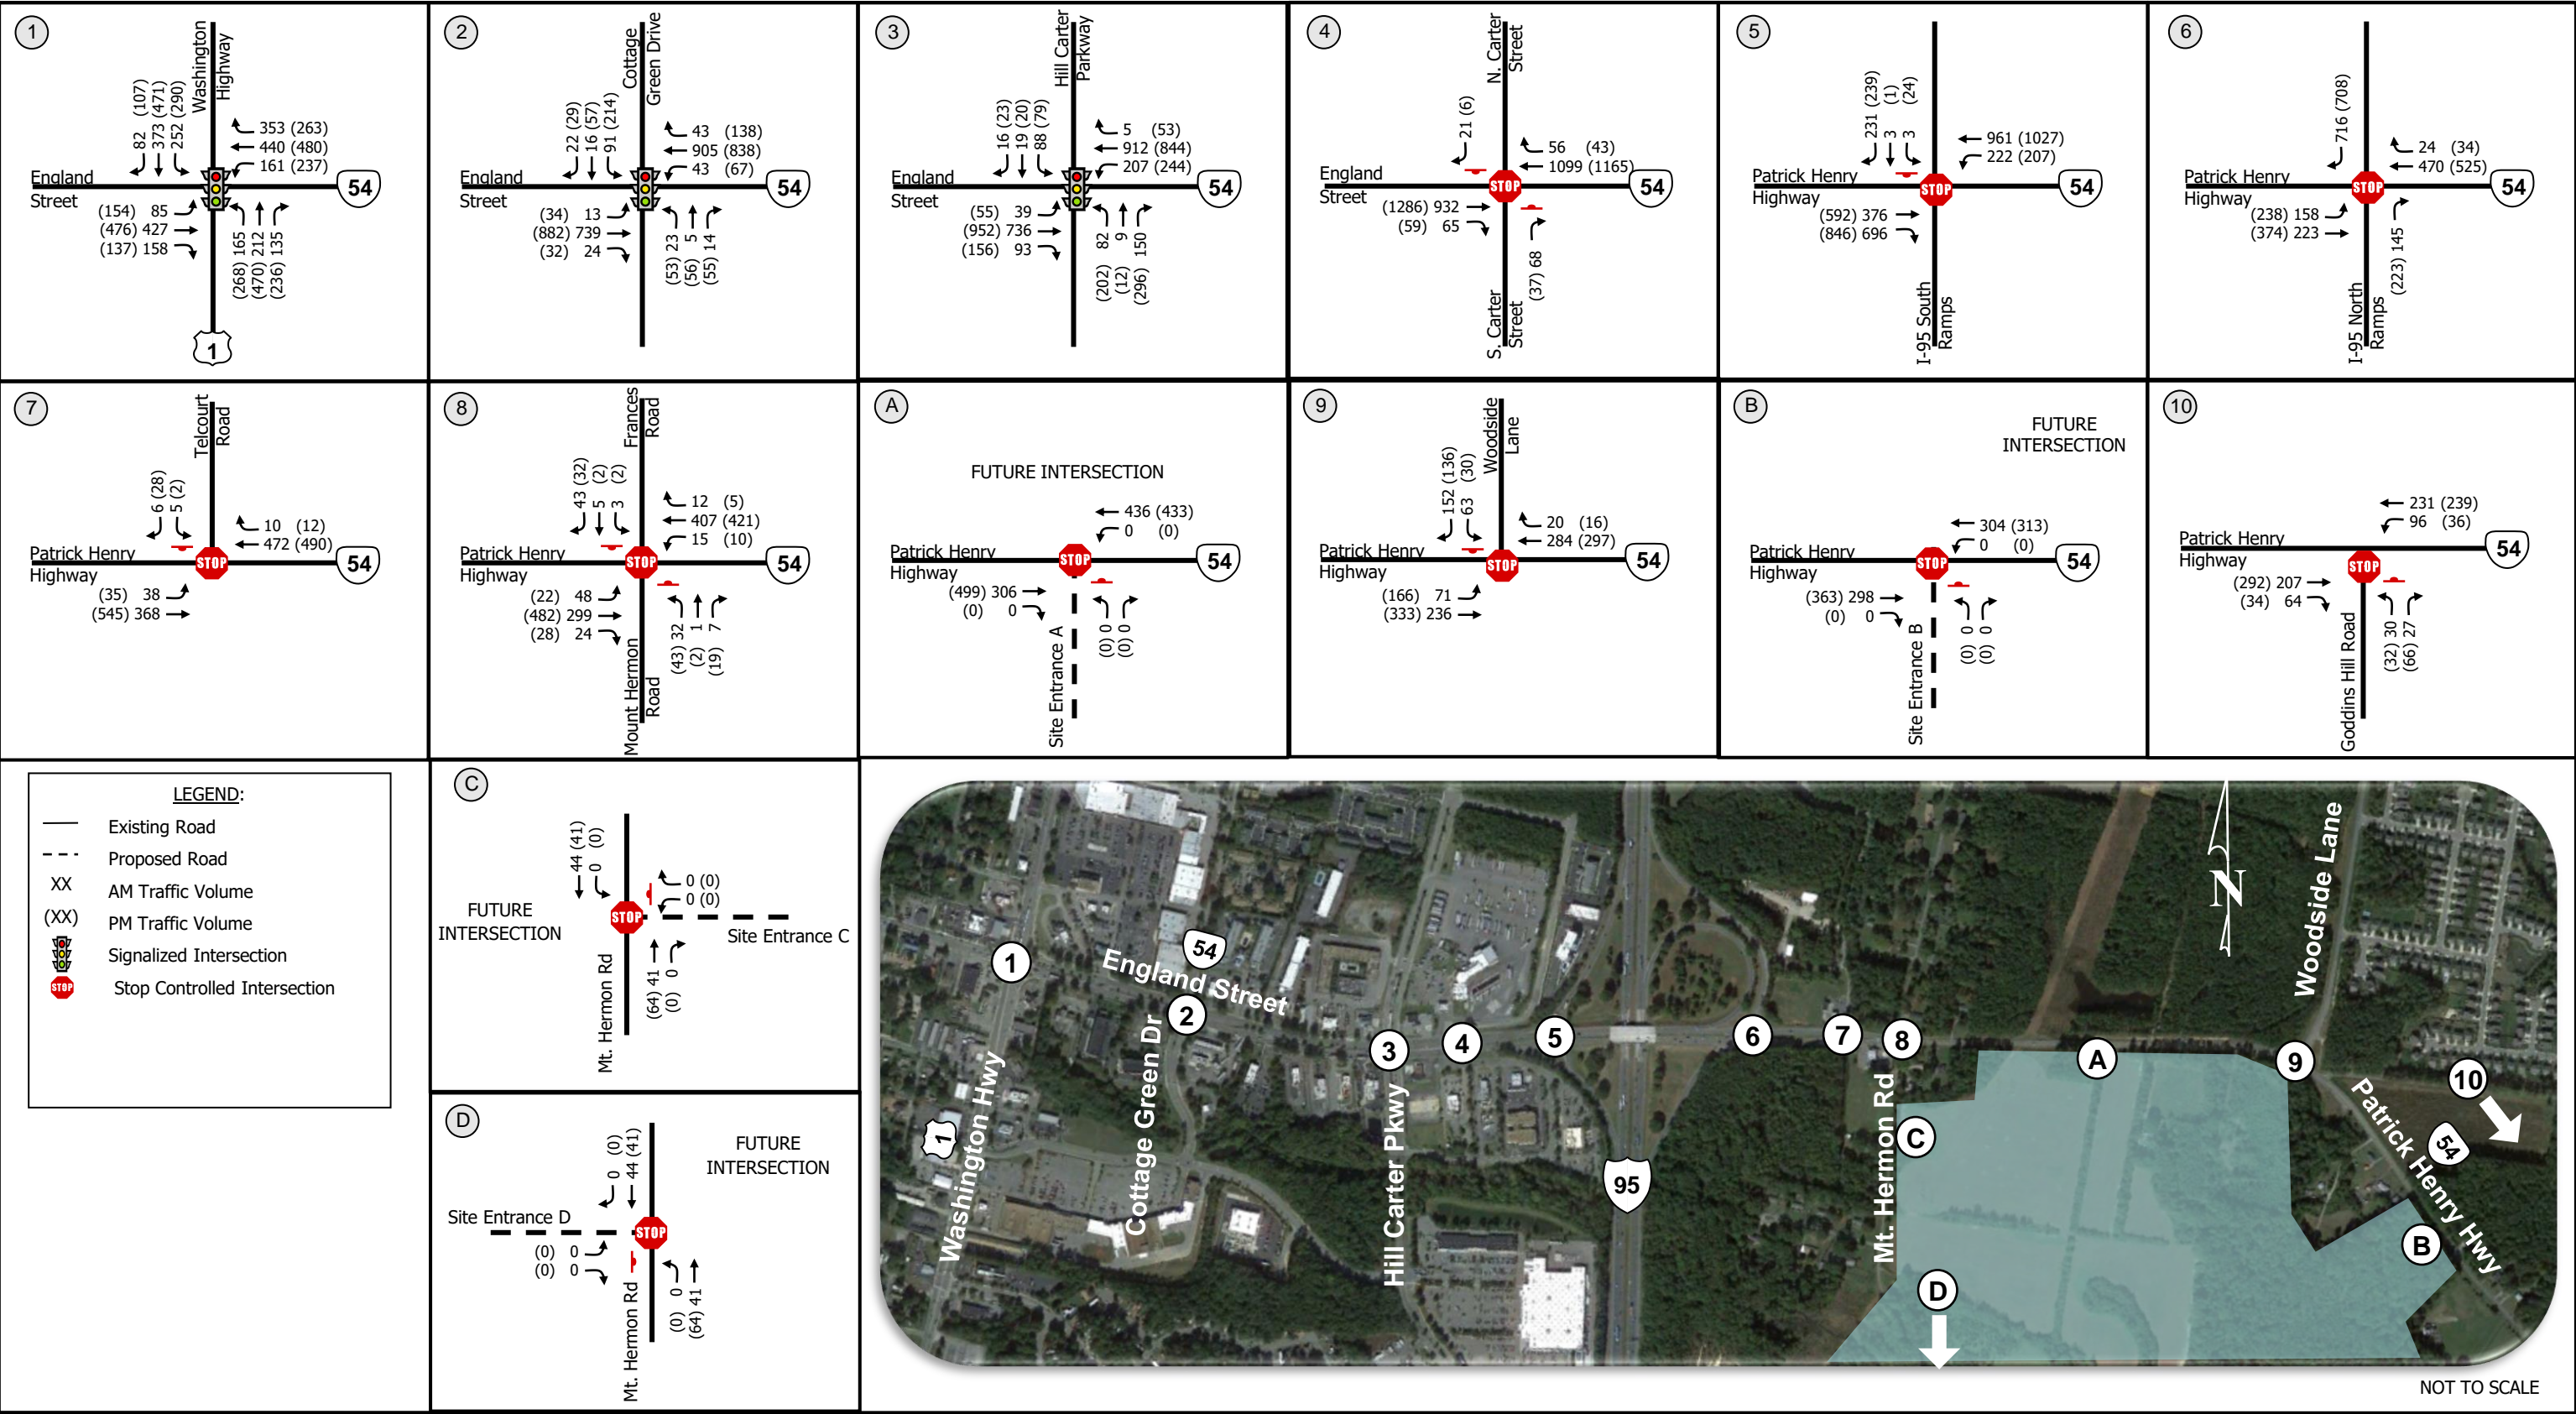 1
Washington
Highway
82 (107)
373 (471)
252 (290)
353 (263)
440 (480)
161 (237)
England
Street
54
(154) 85
(476) 427
(137) 158
(268) 165
(470) 212
(236) 135
1
2
Cottage
Green Drive
22 (29)
16 (57)
91 (214)
43 (138)
905 (838)
43 (67)
England
Street
54
(34) 13
(882) 739
(32) 24
(53) 23
(56) 5
(55) 14
3
Hill Carter
Parkway
16 (23)
19 (20)
88 (79)
5 (53)
912 (844)
207 (244)
England
Street
54
(55) 39
(952) 736
(156) 93
(202) 82
(12) 9
(296) 150
4
N. Carter
Street
21 (6)
56 (43)
1099 (1165)
England
Street
STOP
54
(1286) 932
(59) 65
(37) 68
S. Carter
Street
5
231 (239)
3 (1)
3 (24)
961 (1027)
222 (207)
Patrick Henry
Highway
STOP
54
(592) 376
(846) 696
I-95 South
Ramps
6
716 (708)
24 (34)
470 (525)
Patrick Henry
Highway
STOP
54
(238) 158
(374) 223
(223) 145
I-95 North
Ramps
7
Telcourt
Road
6 (28)
5 (2)
10 (12)
472 (490)
Patrick Henry
Highway
STOP
54
(35) 38
(545) 368
8
Frances
Road
43 (32)
5 (2)
3 (2)
12 (5)
407 (421)
15 (10)
Patrick Henry
Highway
STOP
54
(22) 48
(482) 299
(28) 24
(43) 32
(2) 1
(19) 7
Mount Hermon
Road
A
FUTURE INTERSECTION
436 (433)
0 (0)
Patrick Henry
Highway
STOP
54
(499) 306
(0) 0
(0) 0
(0) 0
Site Entrance A
9
Woodside
Lane
152 (136)
63 (30)
20 (16)
284 (297)
Patrick Henry
Highway
STOP
54
(166) 71
(333) 236
B
FUTURE
INTERSECTION
304 (313)
0 (0)
Patrick Henry
Highway
STOP
54
(363) 298
(0) 0
(0) 0
(0) 0
Site Entrance B
10
231 (239)
96 (36)
Patrick Henry
Highway
STOP
54
(292) 207
(34) 64
(32) 30
(66) 27
Goddins Hill Road
LEGEND:
Existing Road
Proposed Road
XX AM Traffic Volume
(XX) PM Traffic Volume
Signalized Intersection
STOP Stop Controlled Intersection
C
44 (41)
0 (0)
0 (0)
0 (0)
FUTURE
INTERSECTION
STOP
Site Entrance C
(64) 41
(0) 0
Mt. Hermon Rd
D
0 (0)
44 (41)
FUTURE
INTERSECTION
Site Entrance D
STOP
(0) 0
(0) 0
(0) 0
(64) 41
Mt. Hermon Rd
1
54
England Street
2
Cottage Green Dr
1
Washington Hwy
3
4
5
Hill Carter Pkwy
95
6
7
8
Mt. Hermon Rd
A
C
D
N
Woodside Lane
9
10
Patrick Henry Hwy
54
B
NOT TO SCALE